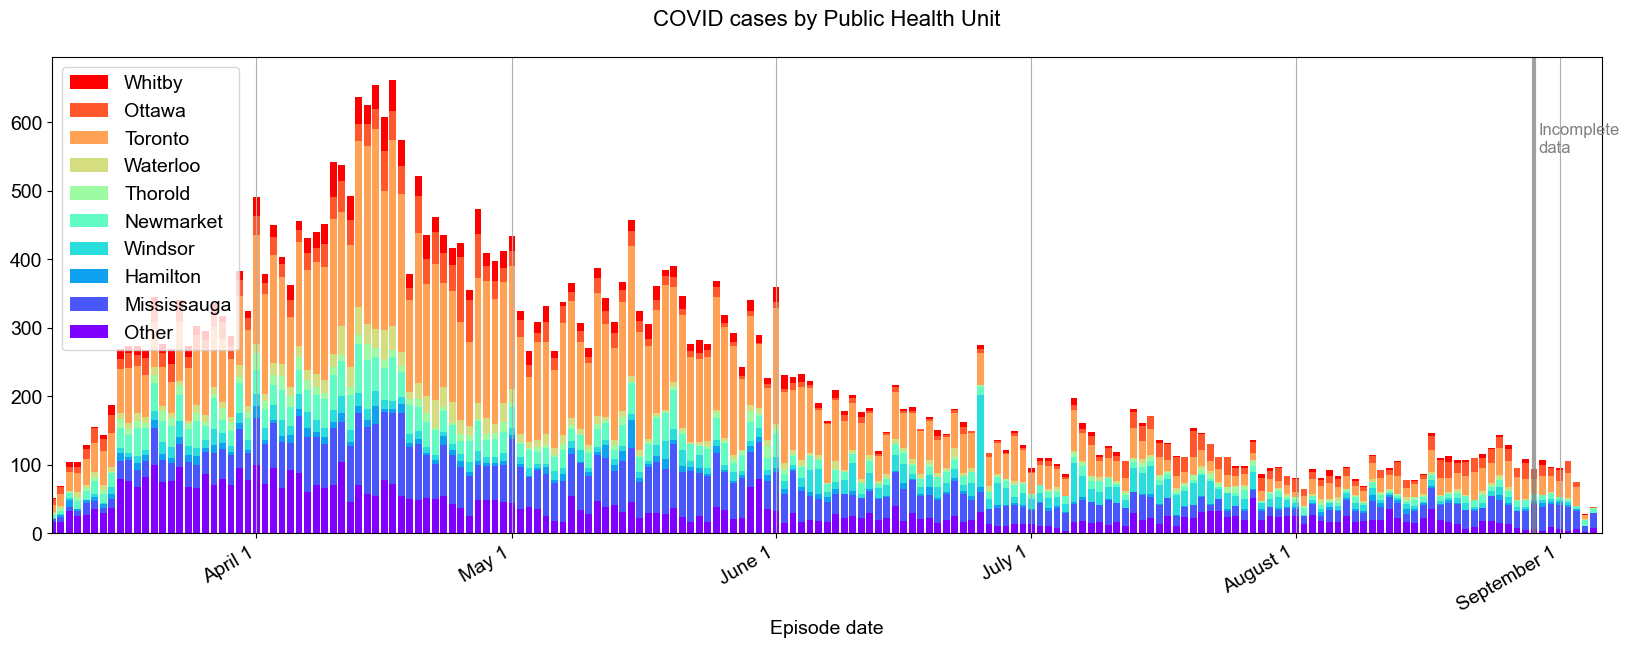 COVID cases by Public Health Unit
Whitby
Ottawa
Toronto
Waterloo
Thorold
Newmarket
Windsor
Hamilton
Mississauga
Other
Incomplete
data
600
500
400
300
200
100
0
April 1
May 1
June 1
July 1
August 1
September 1
Episode date